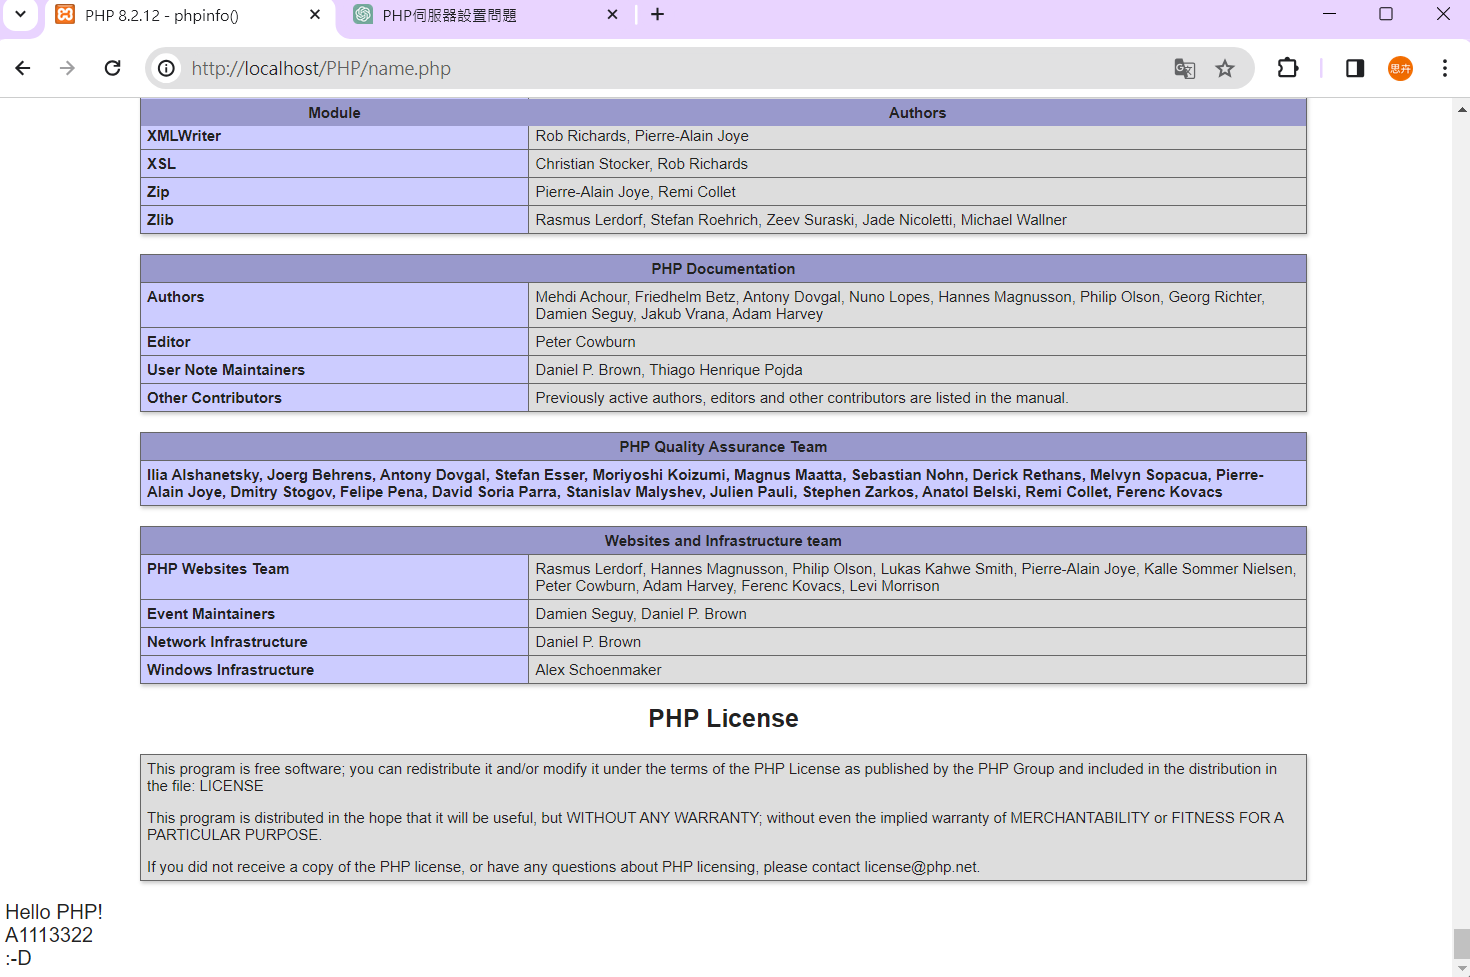 PHP 8.2.12 - phpinfo()
PHP伺服器設置問題
http://localhost/PHP/name.php
思卉
Module Authors
XMLWriter Rob Richards, Pierre-Alain Joye
XSL Christian Stocker, Rob Richards
Zip Pierre-Alain Joye, Remi Collet
Zlib Rasmus Lerdorf, Stefan Roehrich, Zeev Suraski, Jade Nicoletti, Michael Wallner
PHP Documentation
Authors Mehdi Achour, Friedhelm Betz, Antony Dovgal, Nuno Lopes, Hannes Magnusson, Philip Olson, Georg Richter,
Damien Seguy, Jakub Vrana, Adam Harvey
Editor Peter Cowburn
User Note Maintainers Daniel P. Brown, Thiago Henrique Pojda
Other Contributors Previously active authors, editors and other contributors are listed in the manual.
PHP Quality Assurance Team
Ilia Alshanetsky, Joerg Behrens, Antony Dovgal, Stefan Esser, Moriyoshi Koizumi, Magnus Maatta, Sebastian Nohn, Derick Rethans, Melvyn Sopacua, Pierre-
Alain Joye, Dmitry Stogov, Felipe Pena, David Soria Parra, Stanislav Malyshev, Julien Pauli, Stephen Zarkos, Anatol Belski, Remi Collet, Ferenc Kovacs
Websites and Infrastructure team
PHP Websites Team Rasmus Lerdorf, Hannes Magnusson, Philip Olson, Lukas Kahwe Smith, Pierre-Alain Joye, Kalle Sommer Nielsen,
Peter Cowburn, Adam Harvey, Ferenc Kovacs, Levi Morrison
Event Maintainers Damien Seguy, Daniel P. Brown
Network Infrastructure Daniel P. Brown
Windows Infrastructure Alex Schoenmaker
PHP License
This program is free software; you can redistribute it and/or modify it under the terms of the PHP License as published by the PHP Group and included in the distribution in
the file: LICENSE
This program is distributed in the hope that it will be useful, but WITHOUT ANY WARRANTY; without even the implied warranty of MERCHANTABILITY or FITNESS FOR A
PARTICULAR PURPOSE.
If you did not receive a copy of the PHP license, or have any questions about PHP licensing, please contact license@php.net.
Hello PHP!
A1113322
:-D